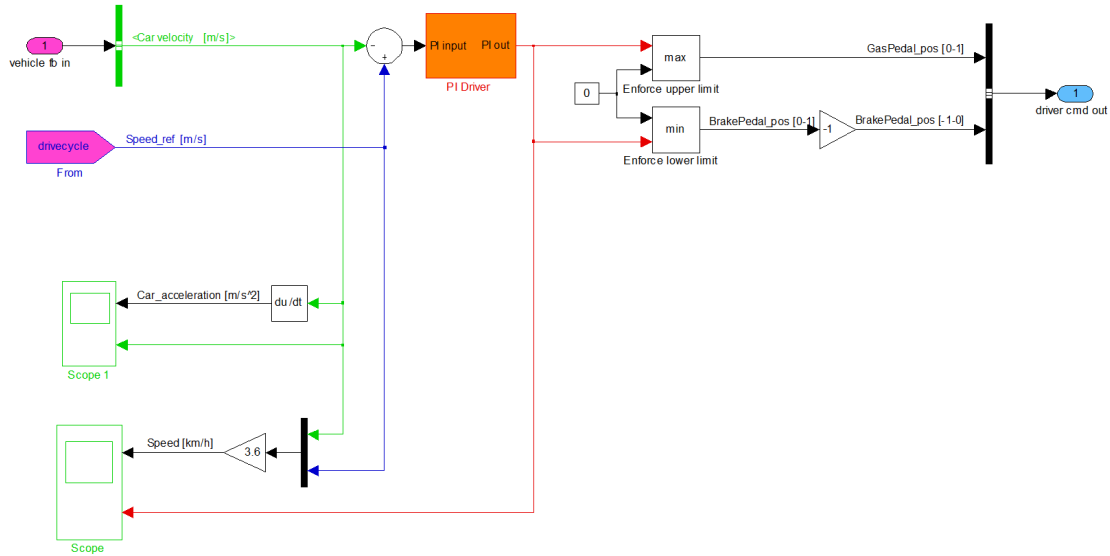 <Car velocity   [m/s]>
GasPedal_pos [0-1]
1
-
+
PI input
PI out
max
vehicle fb in
PI Driver
Enforce upper limit
0
1
driver cmd out
min
BrakePedal_pos [0-1]
-1
BrakePedal_pos [-1-0]
drivecycle
Speed_ref [m/s]
Enforce lower limit
From
Car_acceleration [m/s^2]
du/dt
Scope 1
Speed [km/h]
3.6
Scope